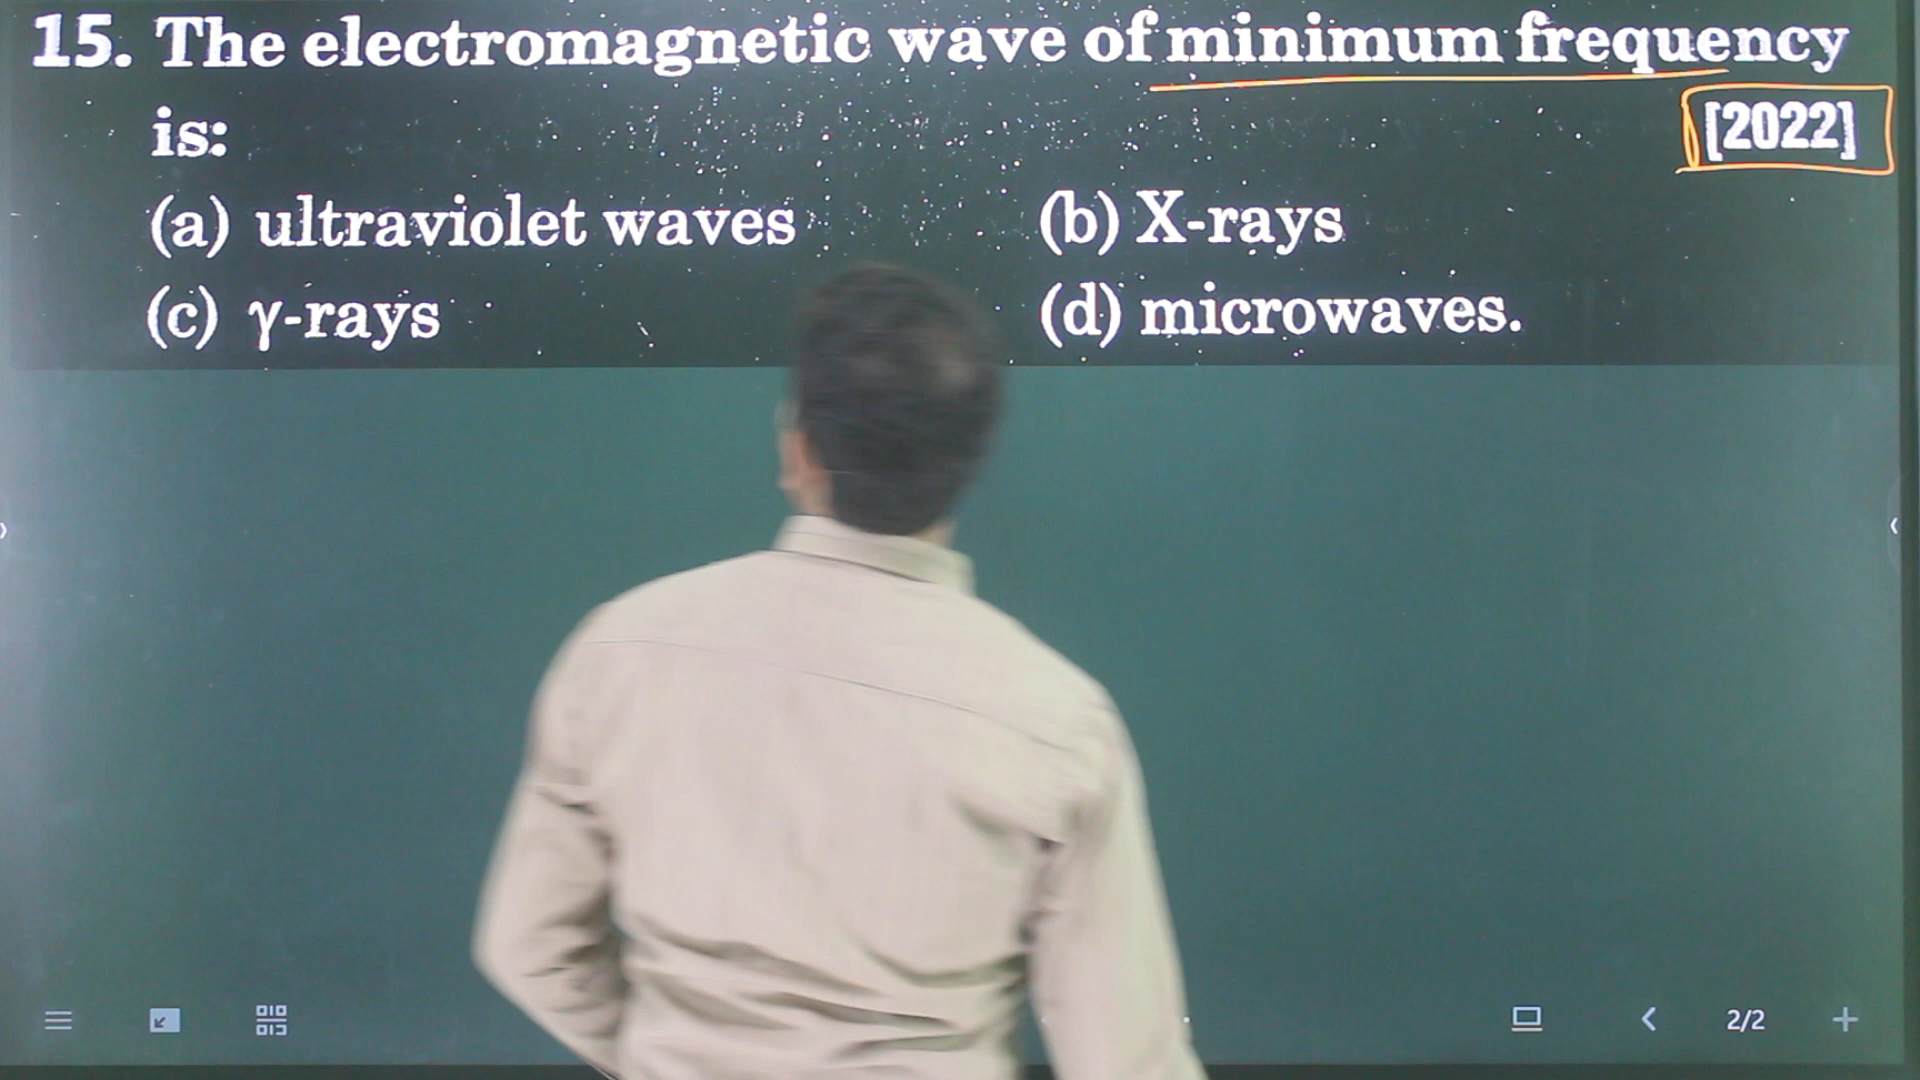 15. The electromagnetic wave of minimum frequency
is: [2022]
(a) ultraviolet waves (b) X-rays
(c) γ-rays (d) microwaves.
2/2